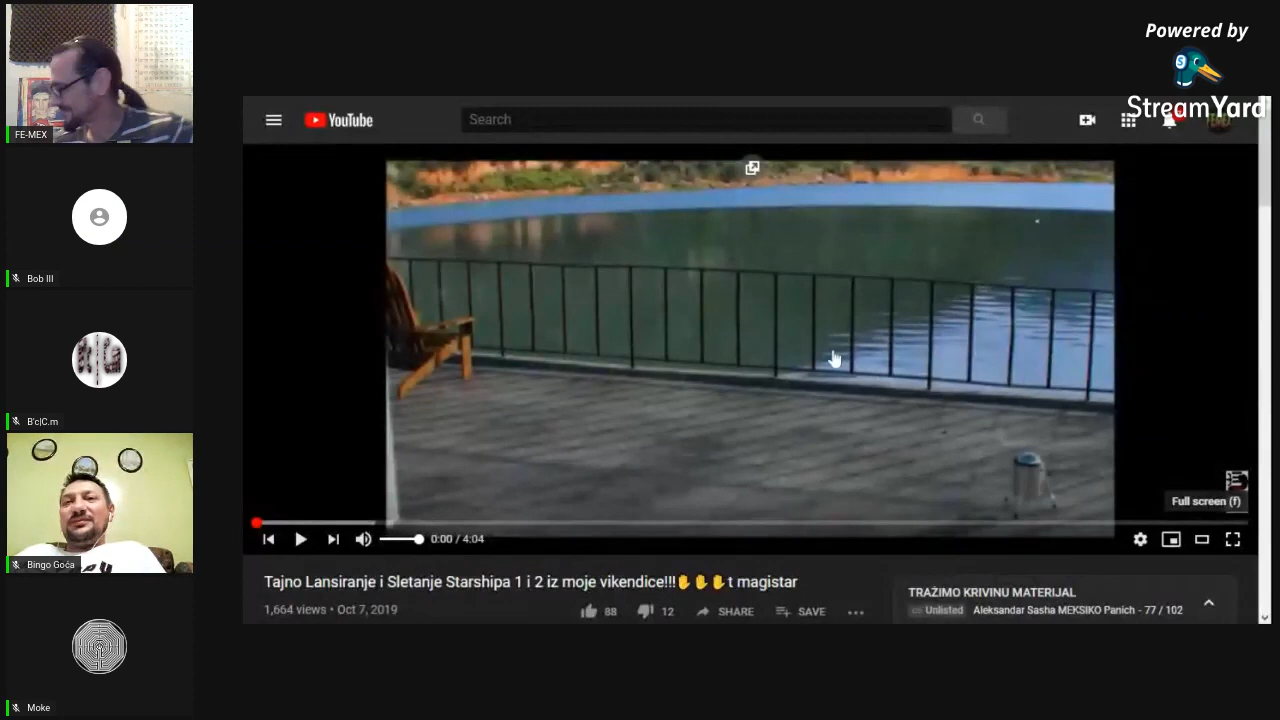 Powered by
StreamYard
YouTube
Search
FE-MEX
Bob III
B'c|C.m
Bingo Goća
Moke
Full screen (f)
0:00 / 4:04
Tajno Lansiranje i Sletanje Starshipa 1 i 2 iz moje vikendice!!!✋✋✋t magistar
1,664 views • Oct 7, 2019
88
12
SHARE
SAVE
TRAŽIMO KRIVINU MATERIJAL
Unlisted
Aleksandar Sasha MEKSIKO Panich - 77 / 102